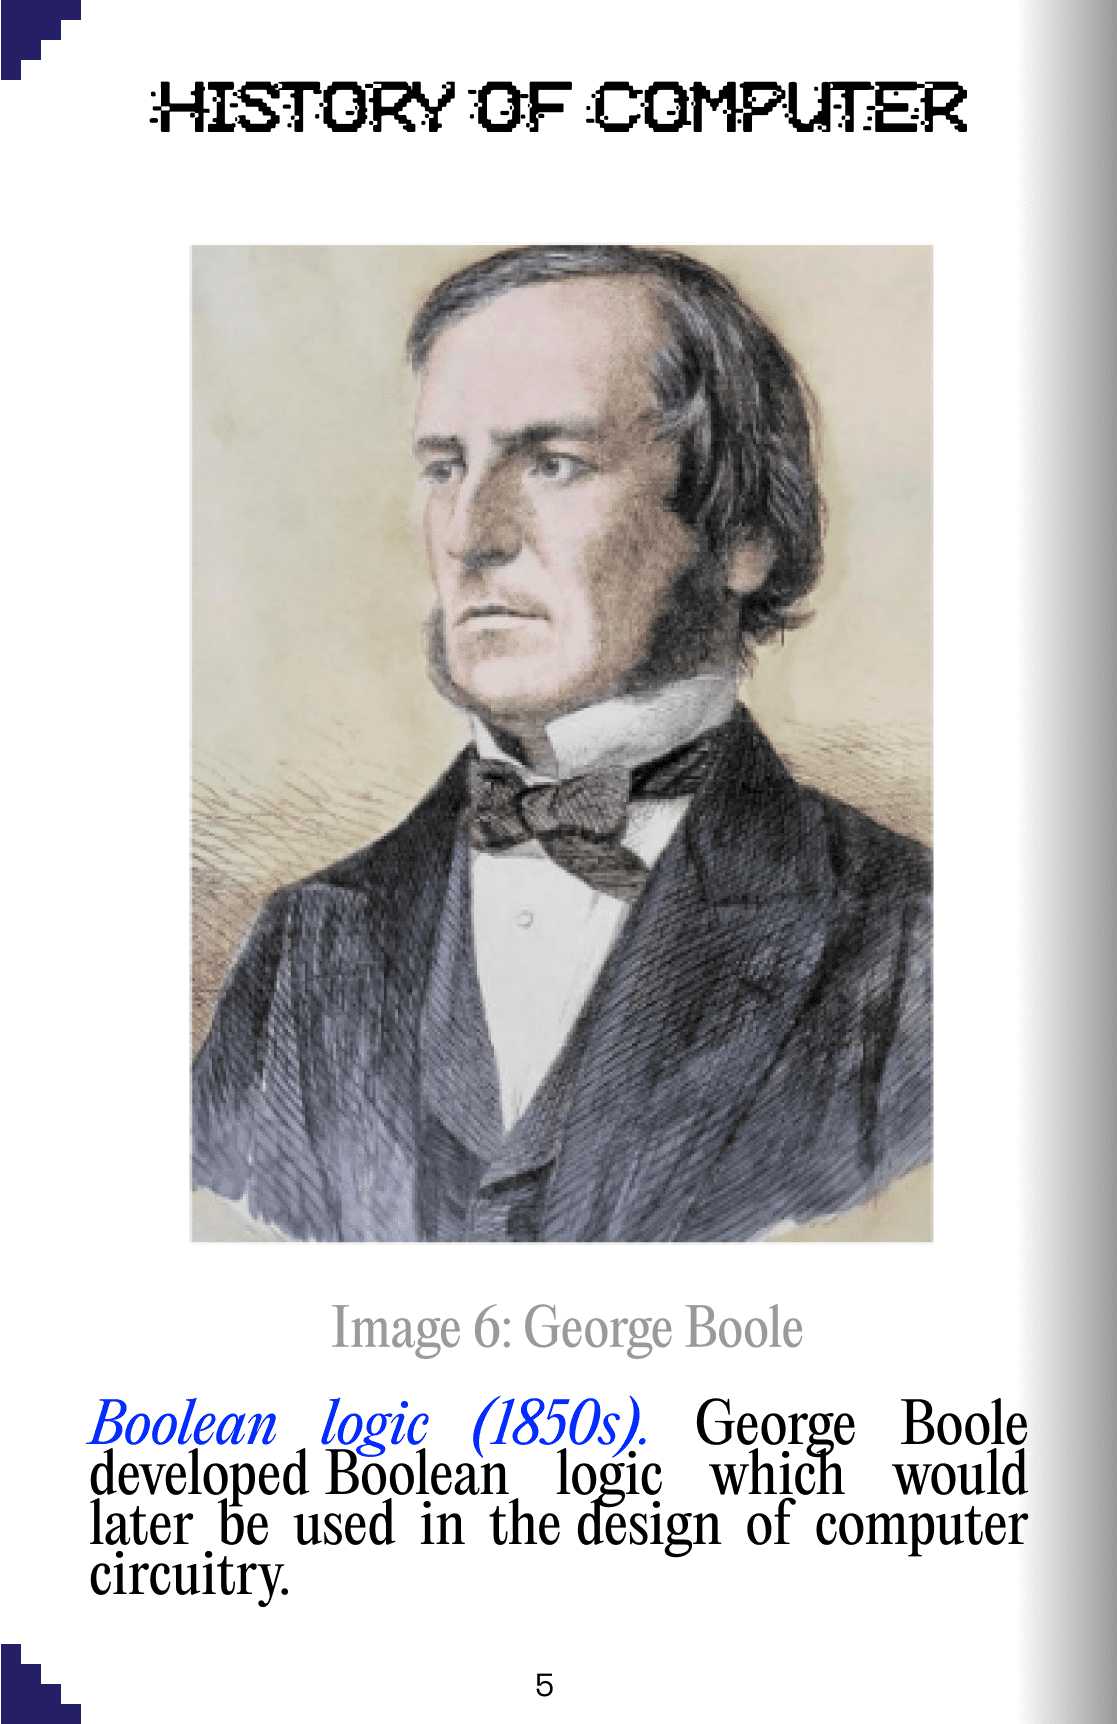 HISTORY OF COMPUTER
Image 6: George Boole
Boolean logic (1850s). George Boole
developed Boolean logic which would
later be used in the design of computer
circuitry.
5